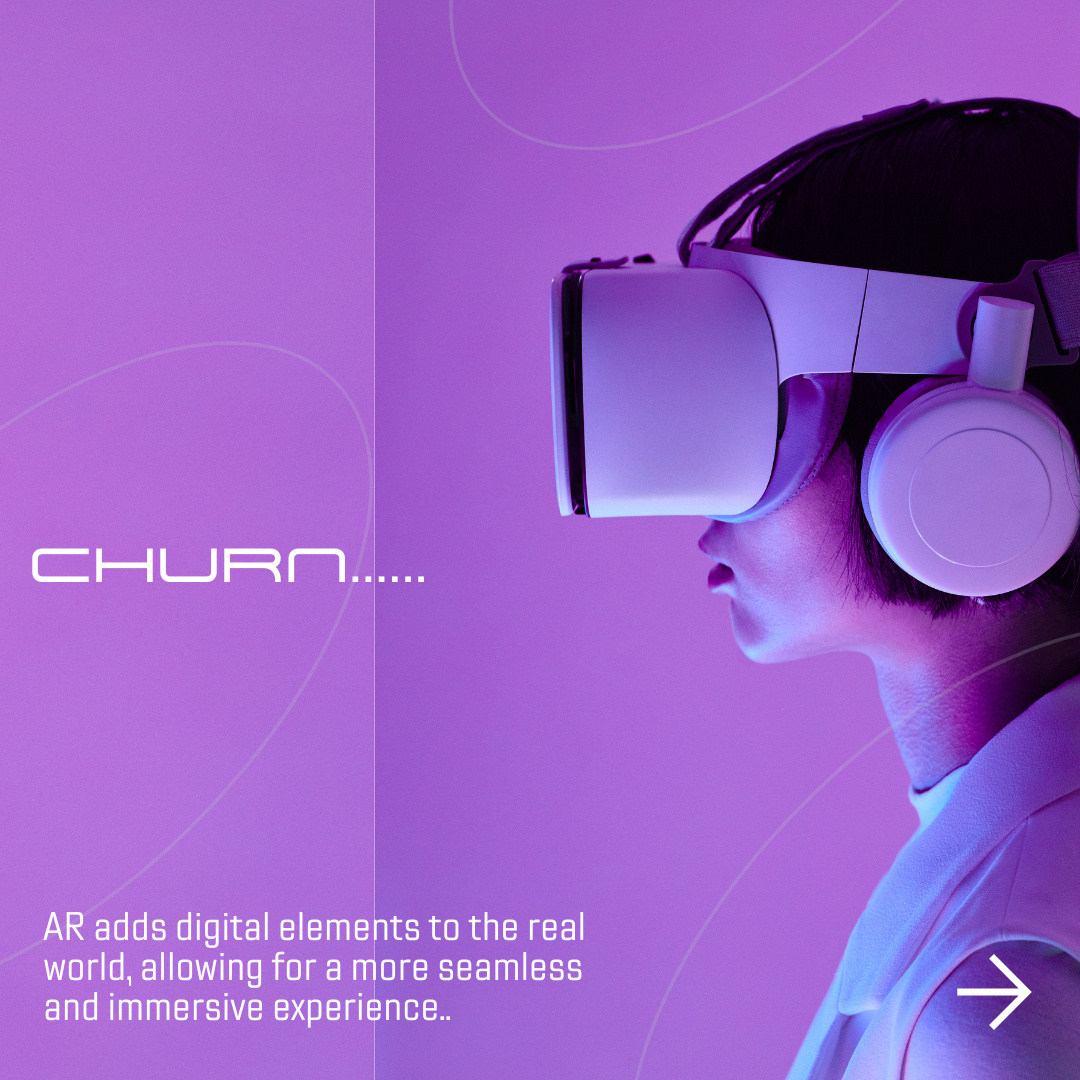 CHURN......
AR adds digital elements to the real
world, allowing for a more seamless
and immersive experience..